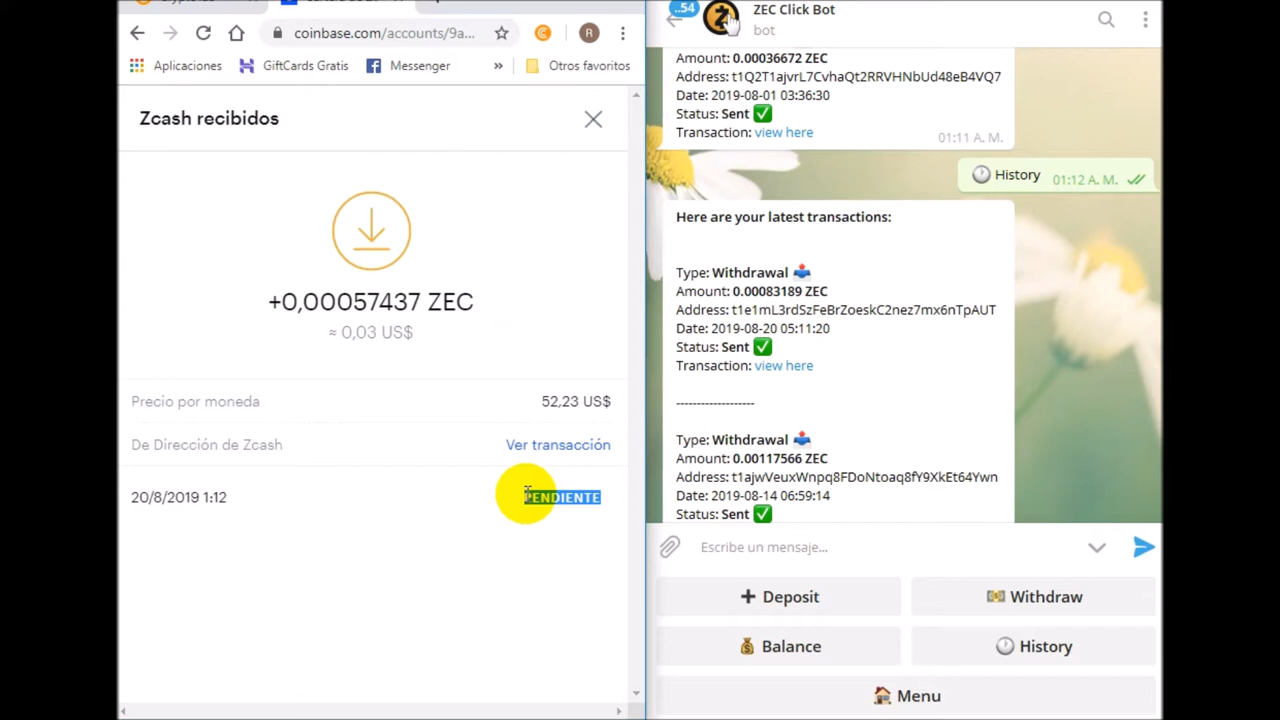 coinbase.com/accounts/9a...
R
Aplicaciones
GiftCards Gratis
Messenger
»
Otros favoritos
Zcash recibidos
+0,00057437 ZEC
≈ 0,03 US$
Precio por moneda
52,23 US$
De Dirección de Zcash
Ver transacción
20/8/2019 1:12
PENDIENTE
..54
ZEC Click Bot
bot
Amount: 0.00036672 ZEC
Address: t1Q2T1ajvrL7CvhaQt2RRVHNbUd48eB4VQ7
Date: 2019-08-01 03:36:30
Status: Sent ✅
Transaction: view here
01:11 A. M.
History
01:12 A. M.
Here are your latest transactions:
Type: Withdrawal
Amount: 0.00083189 ZEC
Address: t1e1mL3rdSzFeBrZoeskC2nez7mx6nTpAUT
Date: 2019-08-20 05:11:20
Status: Sent ✅
Transaction: view here
-------------------
Type: Withdrawal
Amount: 0.00117566 ZEC
Address: t1ajwVeuxWnpq8FDoNtoaq8fY9XkEt64Ywn
Date: 2019-08-14 06:59:14
Status: Sent ✅
Escribe un mensaje...
Deposit
Withdraw
Balance
History
Menu